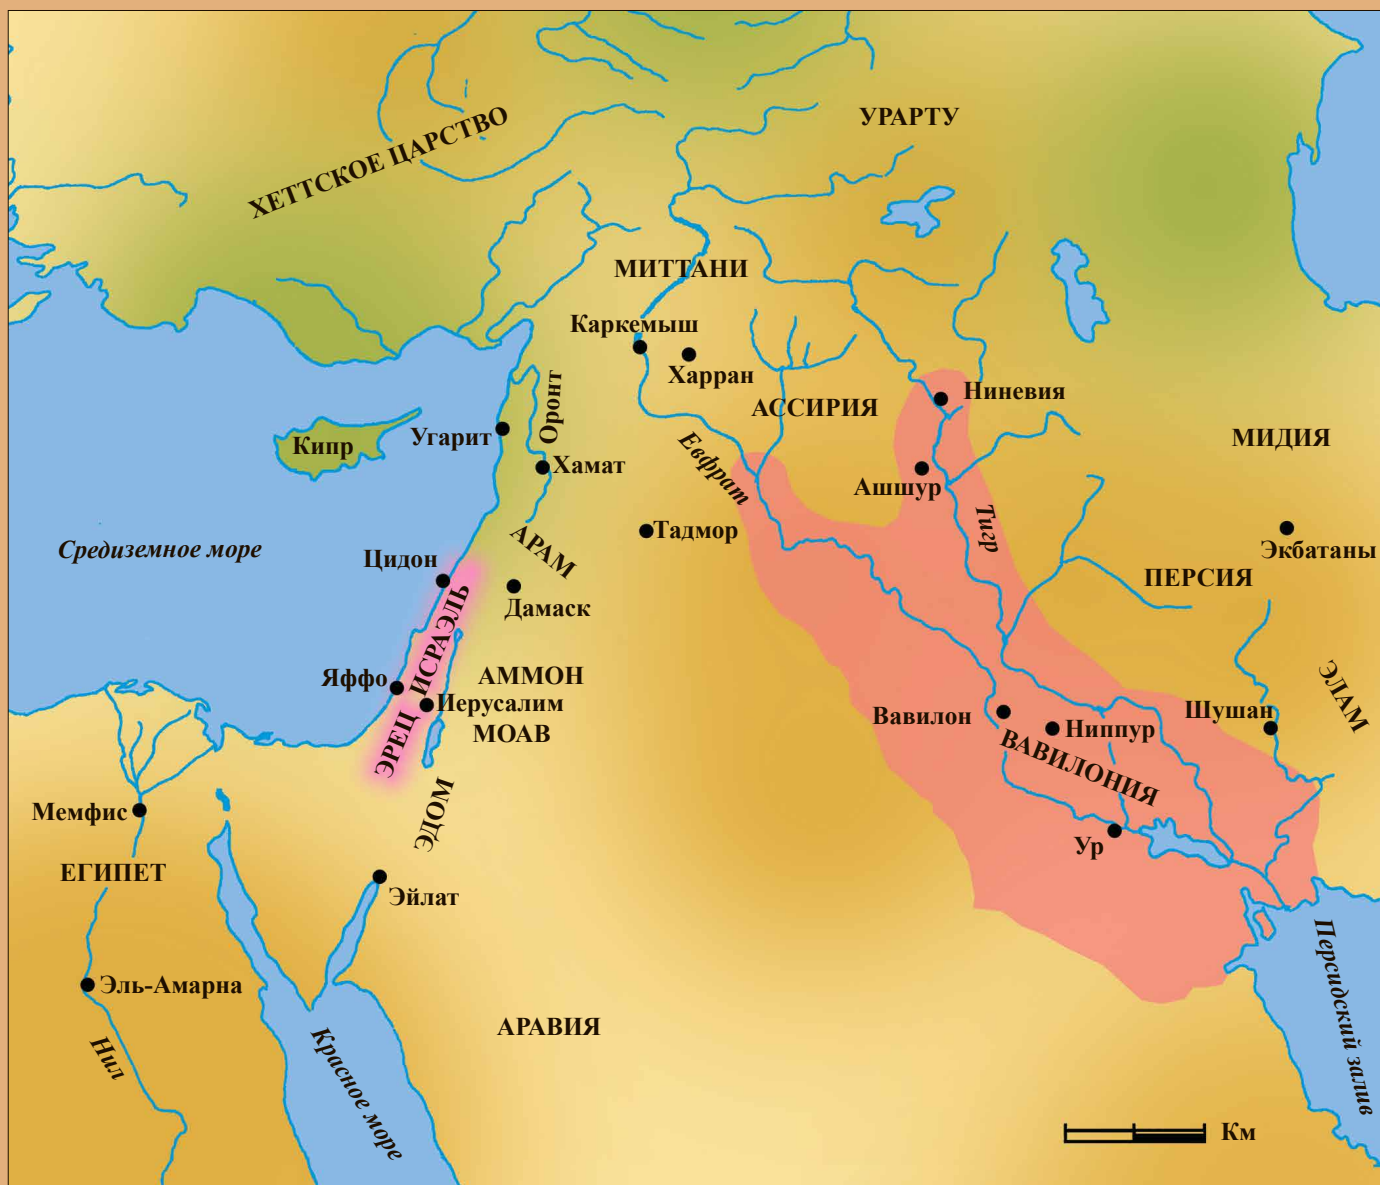 УРАРТУ
ХЕТТСКОЕ ЦАРСТВО
МИТТАНИ
Каркемыш
Харран
Ниневия
АССИРИЯ
Оронт
Угарит
Кипр
МИДИЯ
Хамат
Евфрат
Ашшур
Тигр
Тадмор
Экбатаны
Средиземное море
АРАМ
Цидон
ПЕРСИЯ
Дамаск
ЭРЕЦ ИСРАЭЛЬ
АММОН
Яффо
Иерусалим
МОАВ
ЭЛАМ
Шушан
Вавилон
Ниппур
ВАВИЛОНИЯ
Мемфис
ЭДОМ
Ур
ЕГИПЕТ
Эйлат
Эль-Амарна
Персидский залив
АРАВИЯ
Нил
Красное море
Км